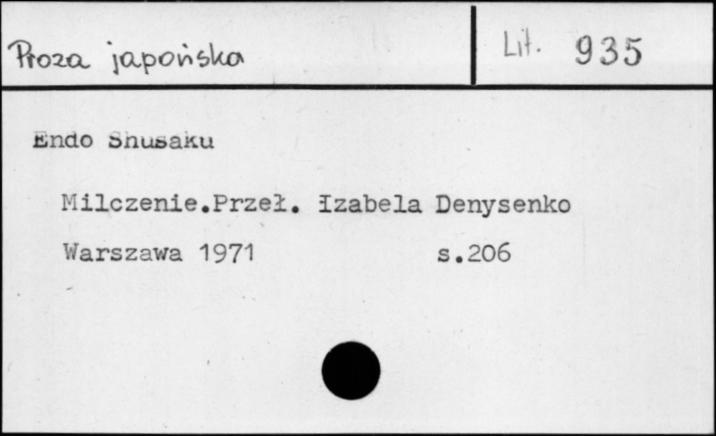 Proza japońska
Lit. 935
Endo Shusaku
Milczenie.Przeł. Izabela Denysenko
Warszawa 1971 s.206